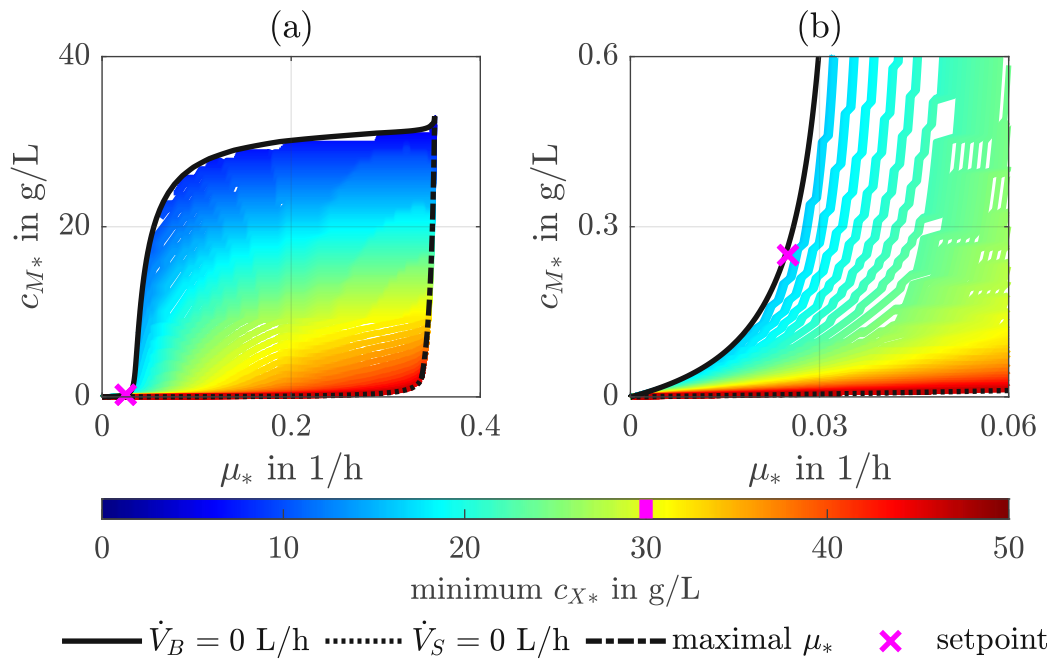 (a)
c_{M*} in g/L
40
20
0
0
0.2
0.4
μ_* in 1/h
(b)
c_{M*} in g/L
0.6
0.3
0
0
0.03
0.06
μ_* in 1/h
0
10
20
30
40
50
minimum c_{X*} in g/L
V̇_B = 0 L/h V̇_S = 0 L/h maximal μ_* setpoint